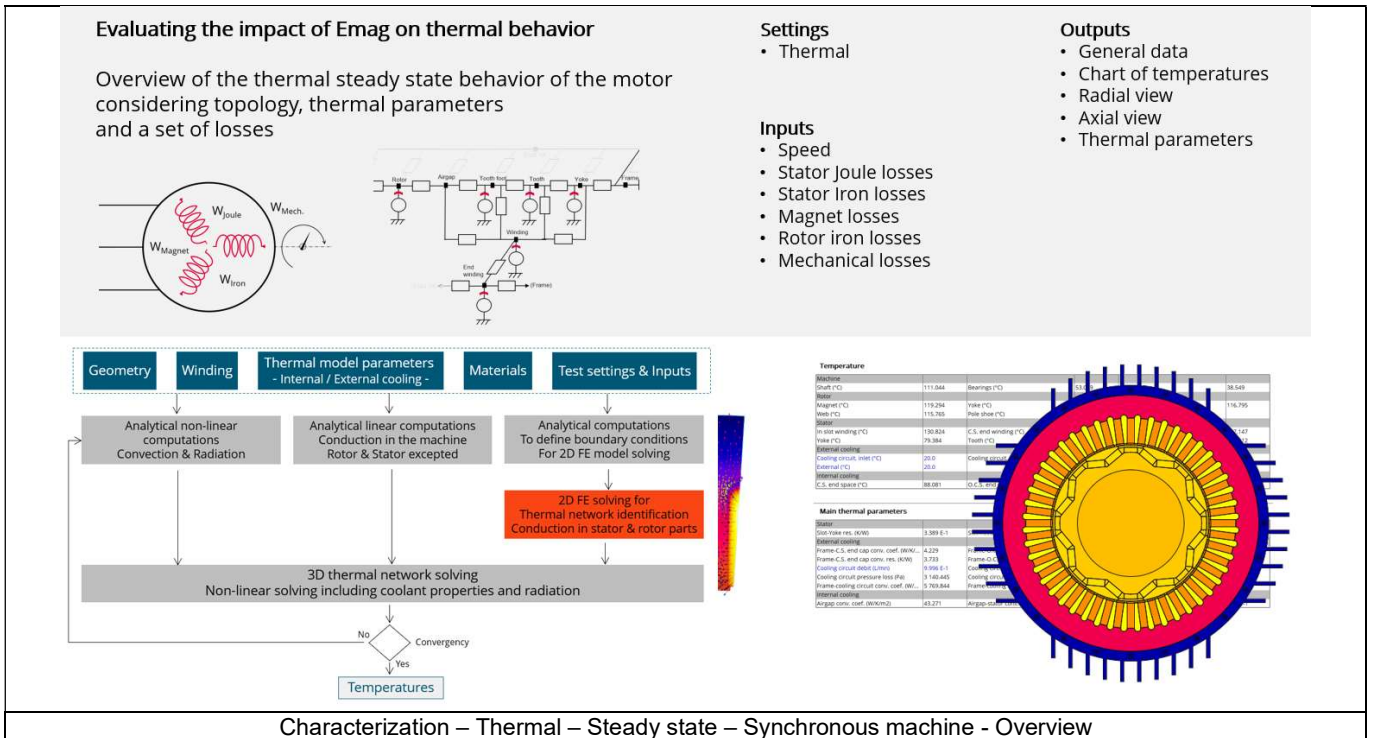 Evaluating the impact of Emag on thermal behavior
Overview of the thermal steady state behavior of the motor
considering topology, thermal parameters
and a set of losses
Settings
• Thermal
Inputs
• Speed
• Stator Joule losses
• Stator Iron losses
• Magnet losses
• Rotor iron losses
• Mechanical losses
Outputs
• General data
• Chart of temperatures
• Radial view
• Axial view
• Thermal parameters
WJoule
WMech.
WMagnet
WIron
Rotor
Airgap
Tooth foot
Tooth
Yoke
Frame
Winding
End
winding
(Frame)
Geometry
Winding
Thermal model parameters
- Internal / External cooling -
Materials
Test settings & Inputs
Analytical non-linear
computations
Convection & Radiation
Analytical linear computations
Conduction in the machine
Rotor & Stator excepted
Analytical computations
To define boundary conditions
For 2D FE model solving
2D FE solving for
Thermal network identification
Conduction in stator & rotor parts
3D thermal network solving
Non-linear solving including coolant properties and radiation
No
Convergency
Yes
Temperatures
Temperature
Machine
Shaft (°C) 111.044 Bearings (°C) 38.549
Rotor
Magnet (°C) 119.294 Yoke (°C) 116.795
Web (°C) 115.765 Pole shoe (°C)
Stator
In slot winding (°C) 130.824 C.S. end winding (°C)
Yoke (°C) 79.384 Tooth (°C)
External cooling
Cooling circuit, inlet (°C) 20.0 Cooling circuit
External (°C) 20.0
Internal cooling
C.S. end space (°C) 88.081 O.C.S. end
Main thermal parameters
Stator
Slot-Yoke res. (K/W) 3.389 E-1
External cooling
Frame-C.S. end cap conv. coef. (W/K/... 4.229
Frame-C.S. end cap conv. res. (K/W) 3.733 Frame-O.C
Cooling circuit debit (L/mn) 9.996 E-1
Cooling circuit pressure loss (Pa) 3 140.445 Cooling circu
Frame-cooling circuit conv. coef. (W/... 5 769.844
Internal cooling
Airgap conv. coef. (W/K/m2) 43.271 Airgap-stator
Characterization – Thermal – Steady state – Synchronous machine - Overview